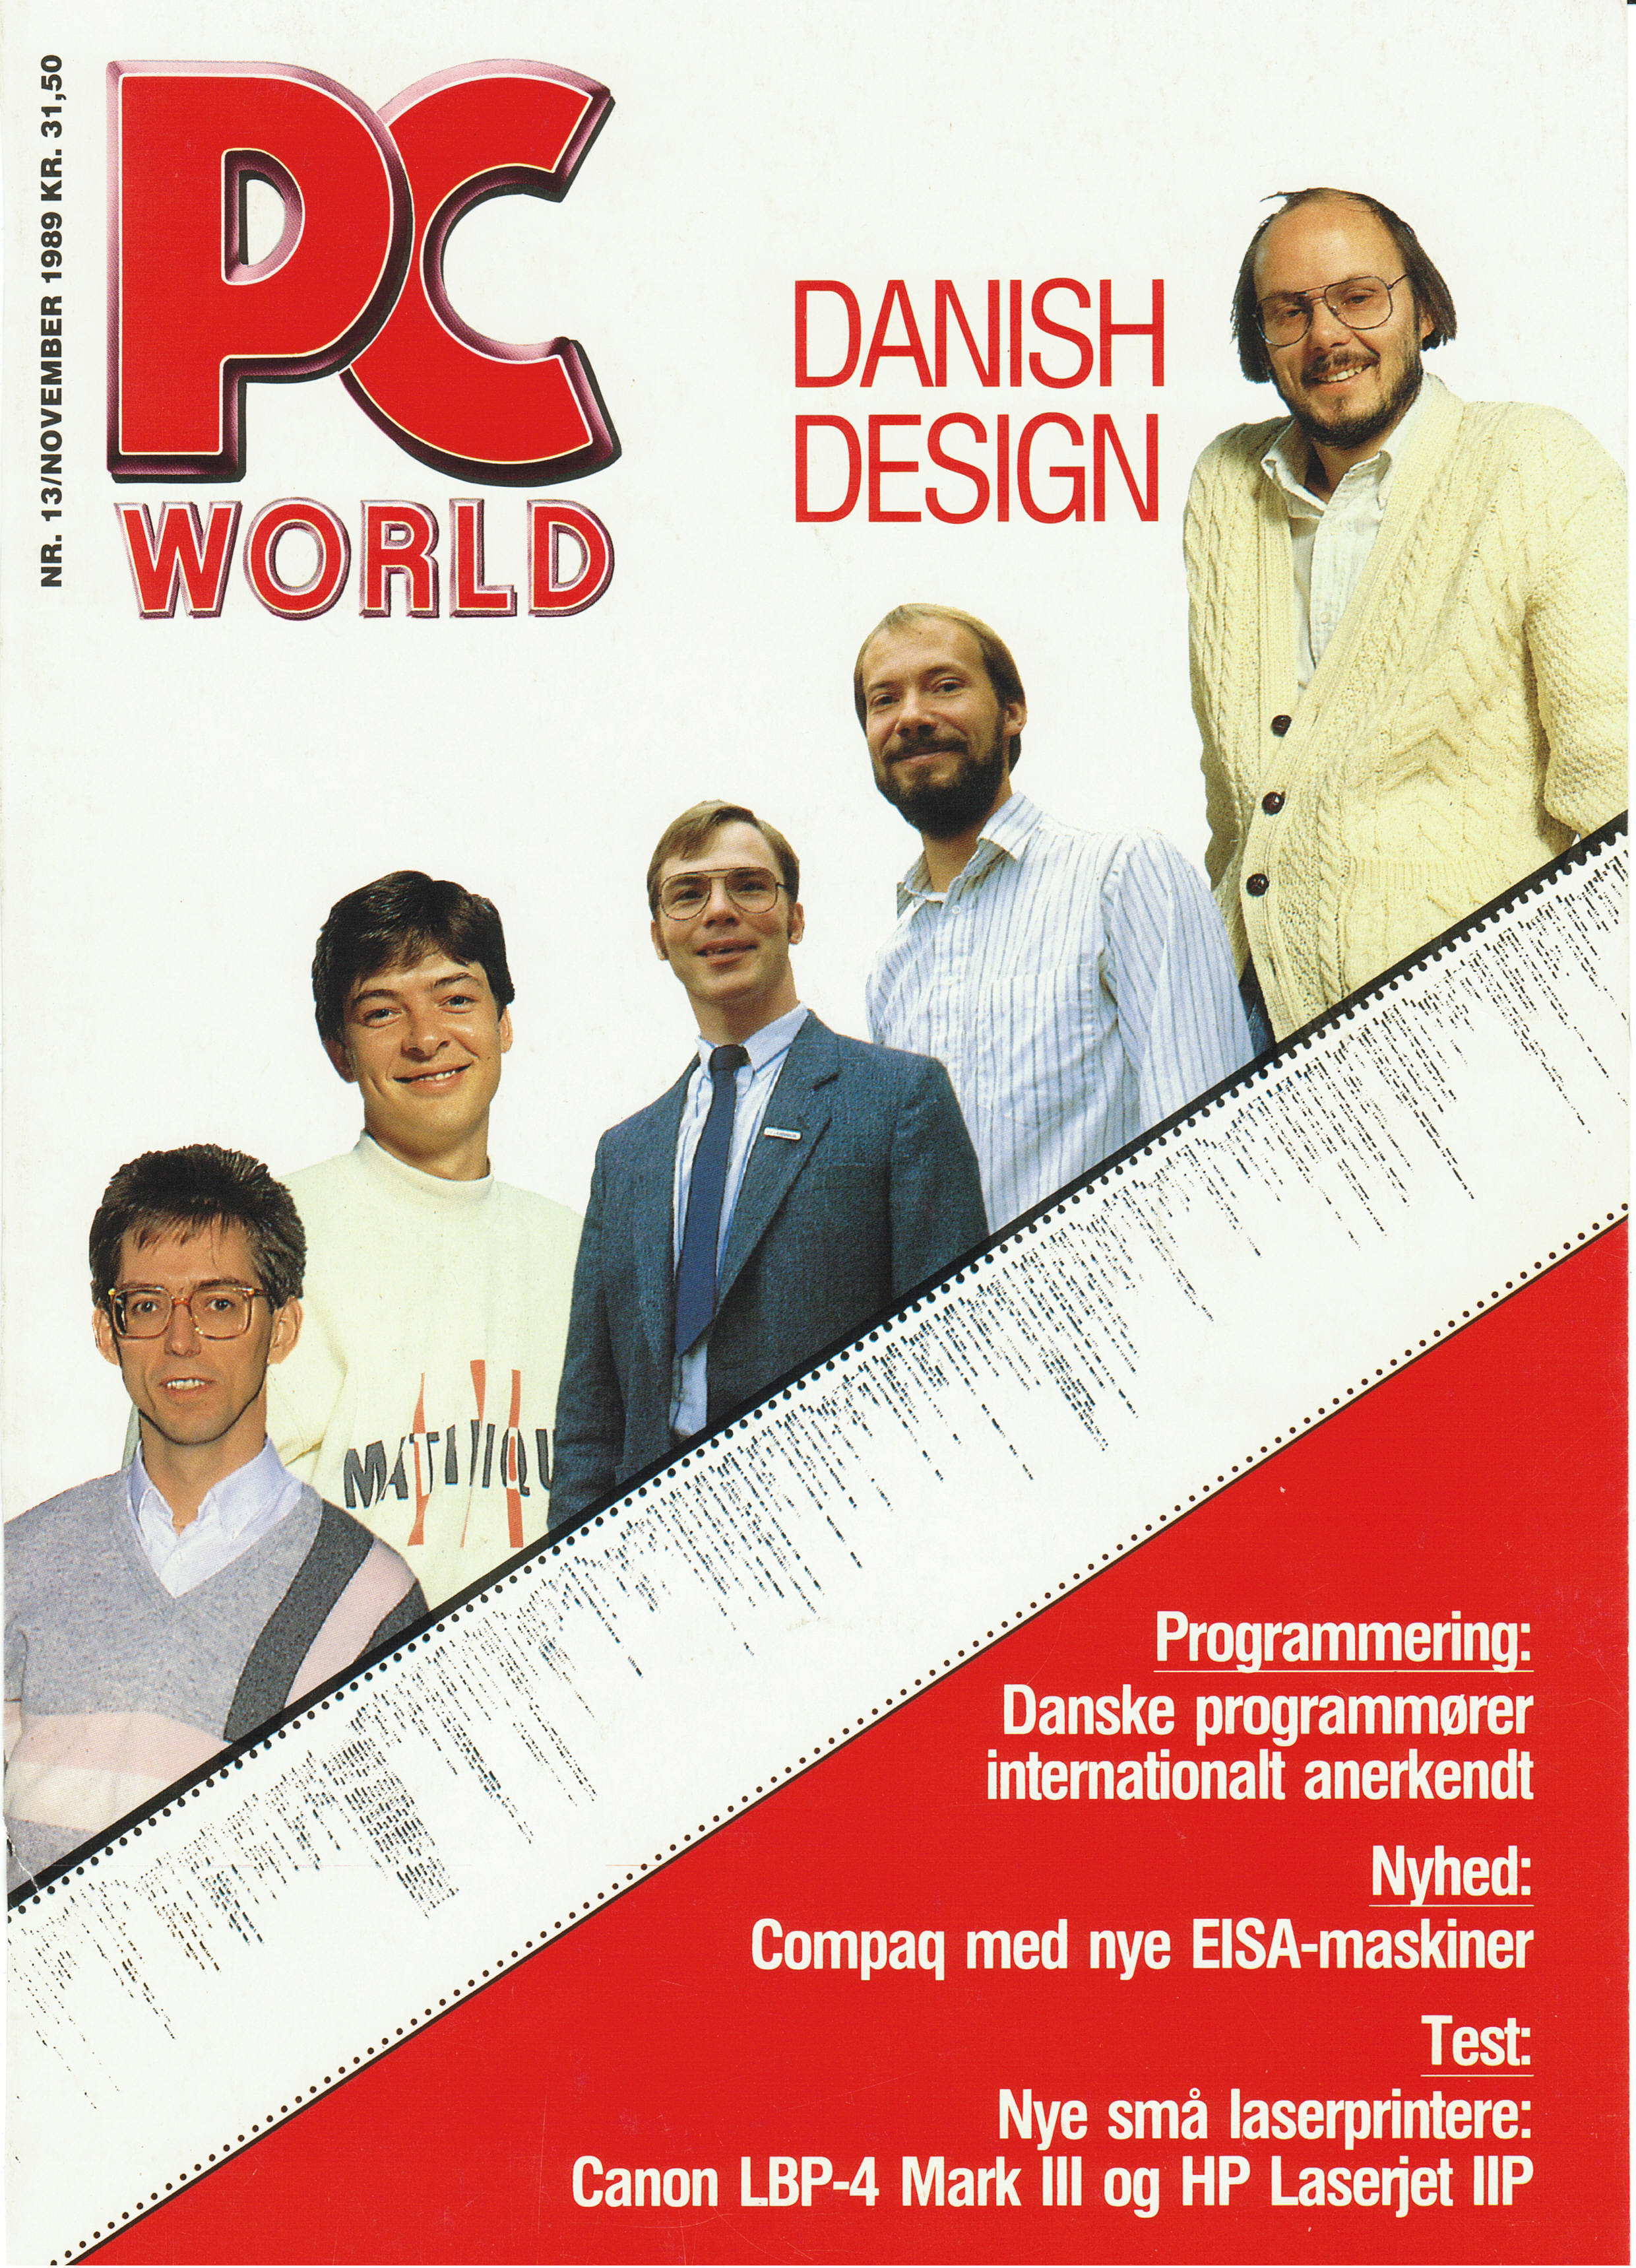 NR. 13/NOVEMBER 1989 KR. 31,50
PC
WORLD
DANISH
DESIGN
Programmering:
Danske programmører
internationalt anerkendt
Nyhed:
Compaq med nye EISA-maskiner
Test:
Nye små laserprintere:
Canon LBP-4 Mark III og HP Laserjet IIP